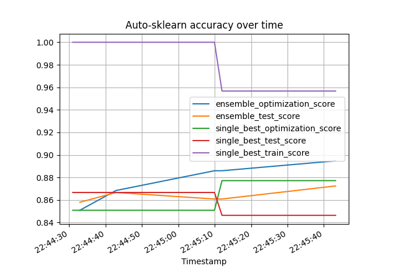 Auto-sklearn accuracy over time
1.00
0.98
0.96
0.94
0.92
0.90
0.88
0.86
0.84
ensemble_optimization_score
ensemble_test_score
single_best_optimization_score
single_best_test_score
single_best_train_score
22:44:30
22:44:40
22:44:50
22:45:00
22:45:10
22:45:20
22:45:30
22:45:40
Timestamp